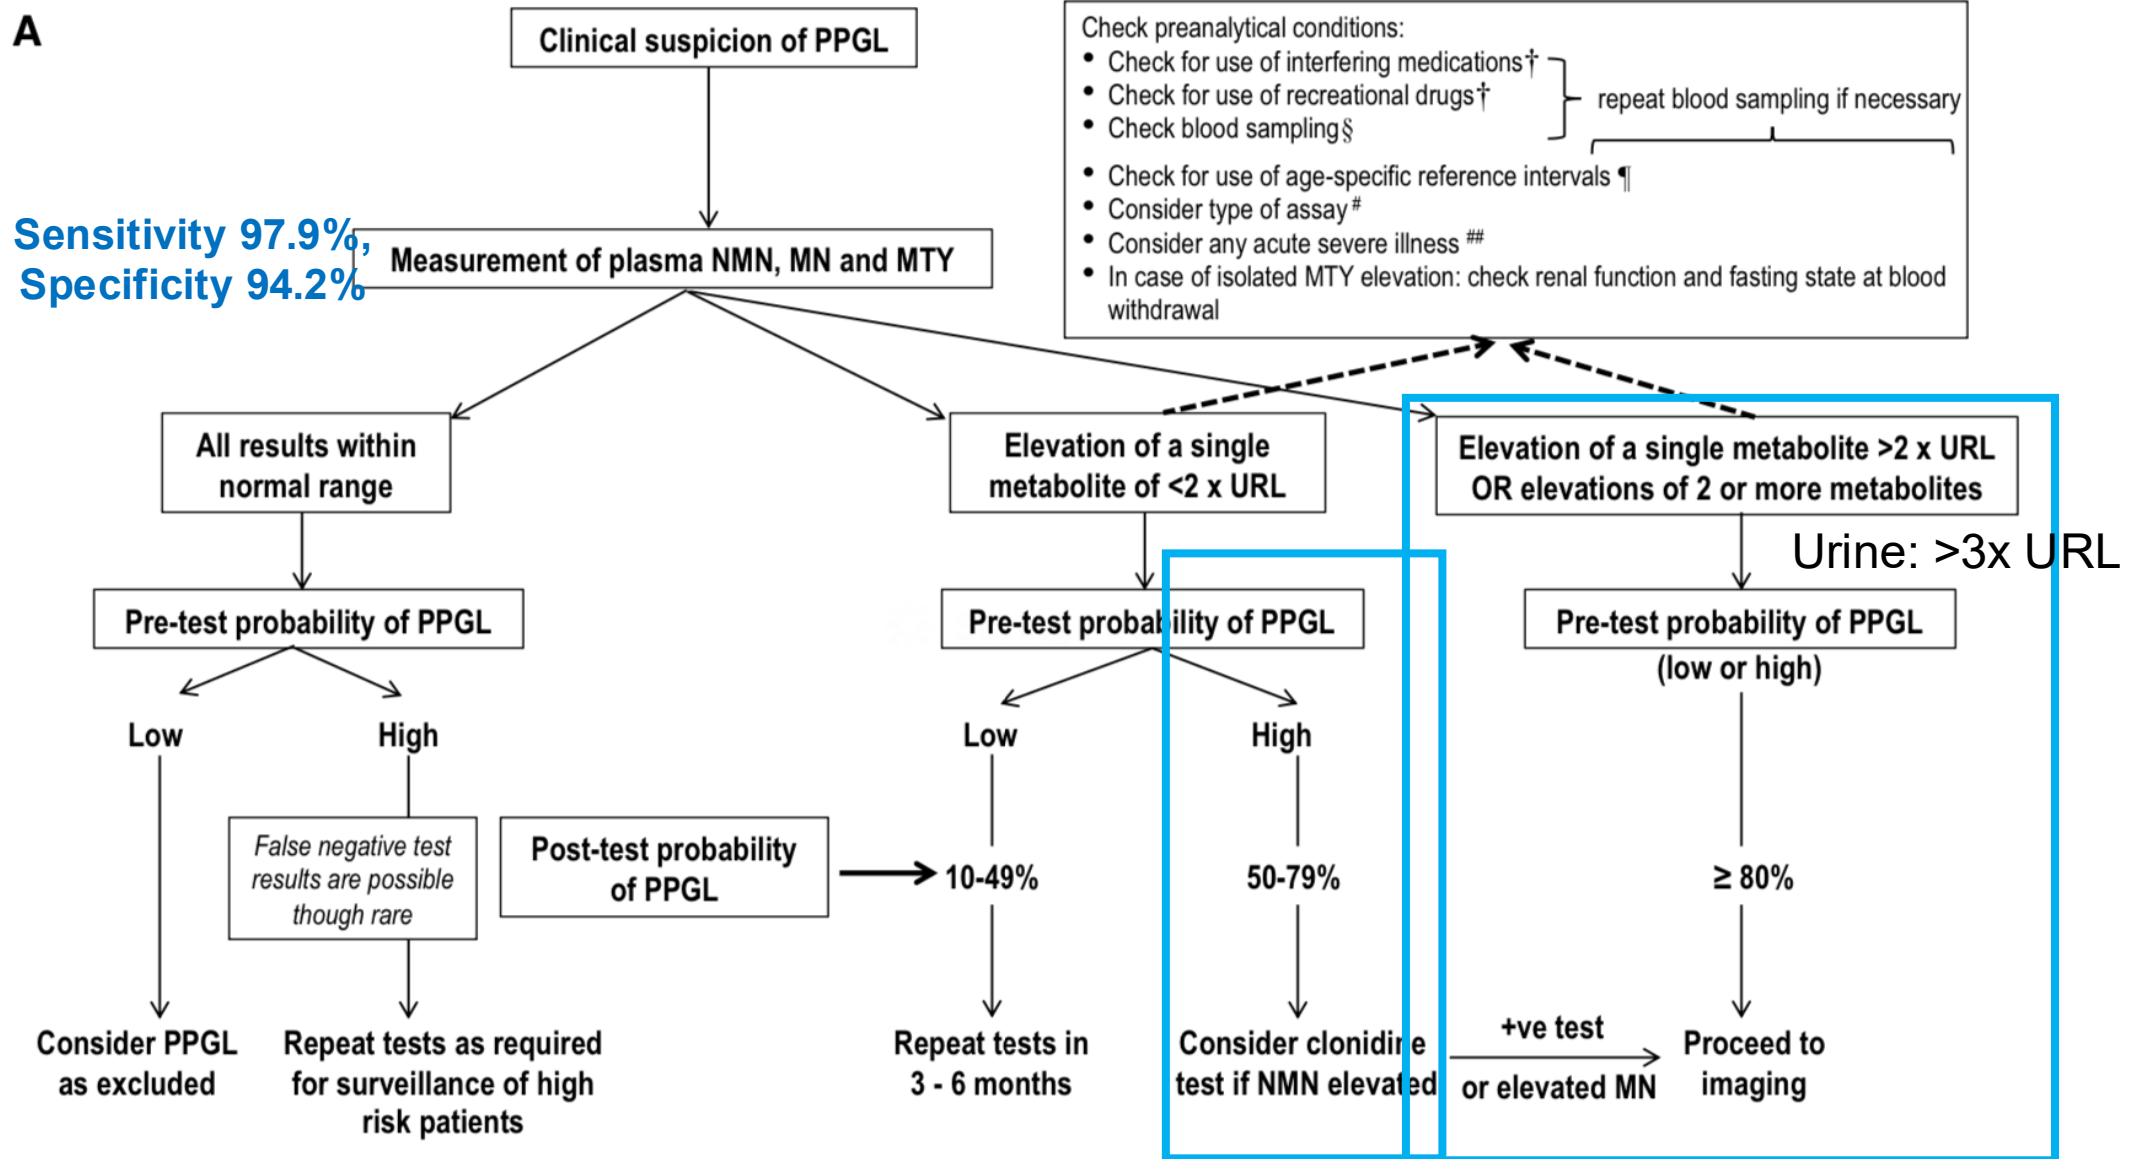 A
Clinical suspicion of PPGL
Check preanalytical conditions:
• Check for use of interfering medications†
• Check for use of recreational drugs†
• Check blood sampling§
repeat blood sampling if necessary
• Check for use of age-specific reference intervals ¶
• Consider type of assay #
• Consider any acute severe illness ##
• In case of isolated MTY elevation: check renal function and fasting state at blood
withdrawal
Sensitivity 97.9%,
Specificity 94.2%
Measurement of plasma NMN, MN and MTY
All results within
normal range
Elevation of a single
metabolite of <2 x URL
Elevation of a single metabolite >2 x URL
OR elevations of 2 or more metabolites
Urine: >3x URL
Pre-test probability of PPGL
Pre-test probability of PPGL
Pre-test probability of PPGL
(low or high)
Low
High
Low
High
False negative test
results are possible
though rare
Post-test probability
of PPGL
10-49%
50-79%
≥ 80%
Consider PPGL
as excluded
Repeat tests as required
for surveillance of high
risk patients
Repeat tests in
3 - 6 months
Consider clonidine
test if NMN elevated
+ve test
or elevated MN
Proceed to
imaging